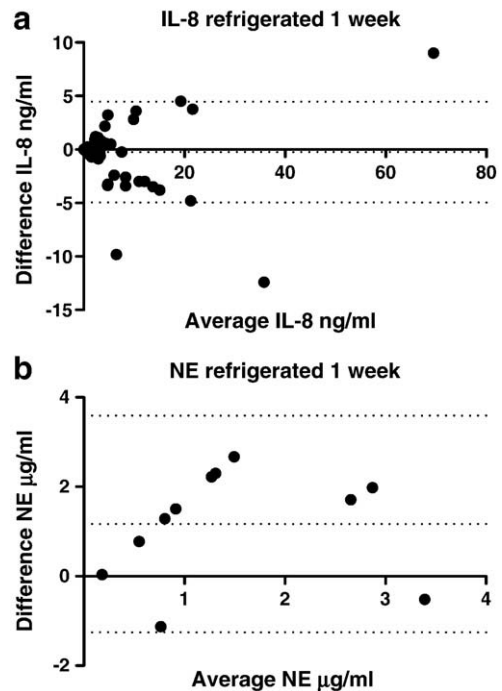 a
IL-8 refrigerated 1 week
Difference IL-8 ng/ml
10
5
0
-5
-10
-15
20
40
60
80
Average IL-8 ng/ml
b
NE refrigerated 1 week
Difference NE µg/ml
4
2
0
-2
1
2
3
4
Average NE µg/ml